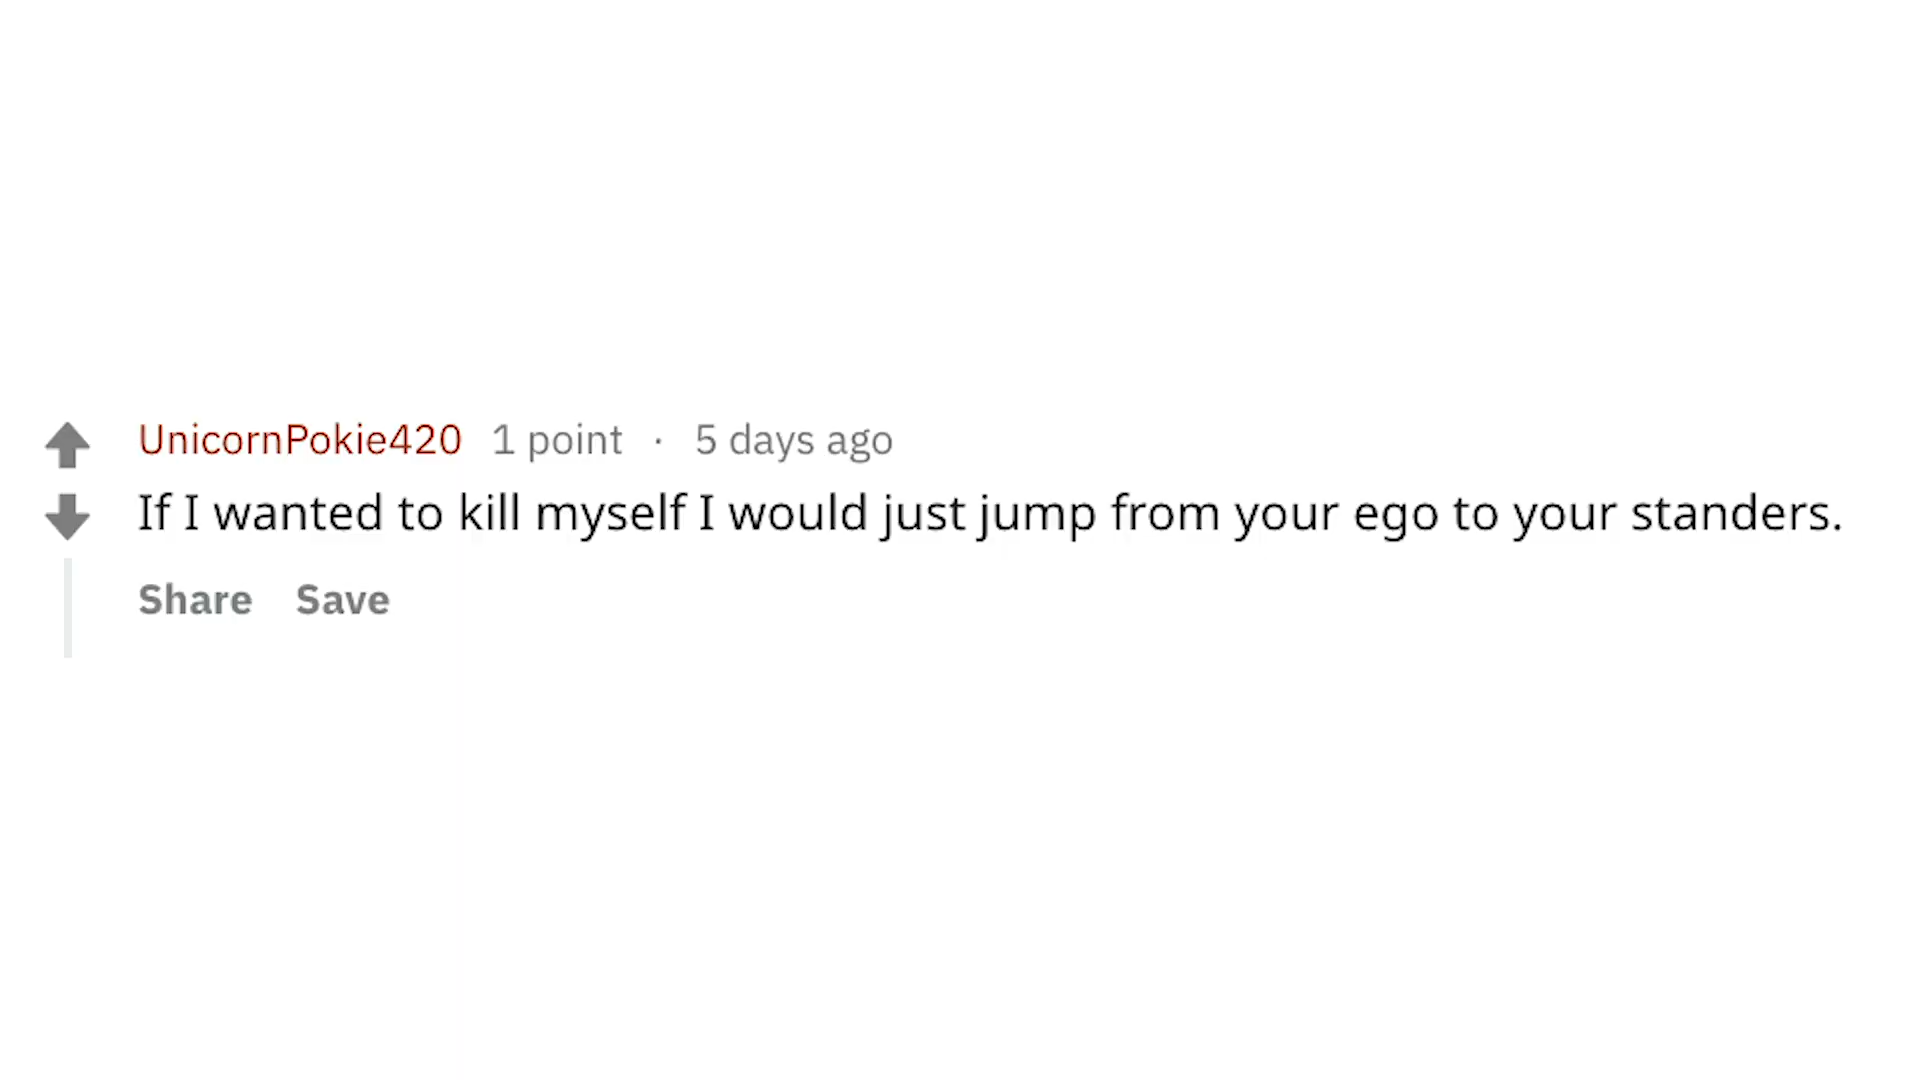 UnicornPokie420 1 point · 5 days ago
If I wanted to kill myself I would just jump from your ego to your standers.
Share Save